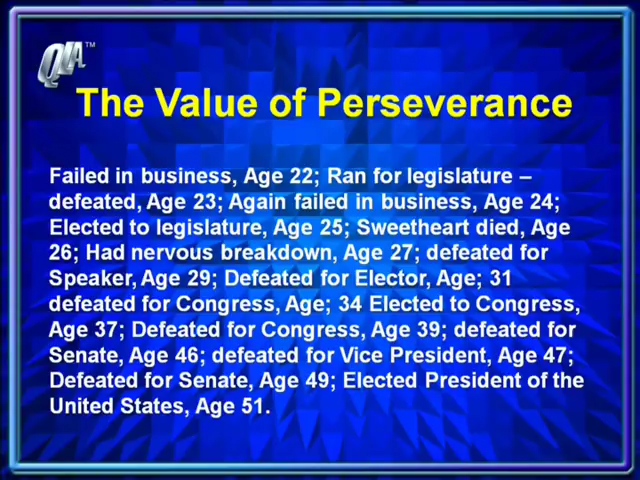 QIA™
The Value of Perseverance
Failed in business, Age 22; Ran for legislature –
defeated, Age 23; Again failed in business, Age 24;
Elected to legislature, Age 25; Sweetheart died, Age
26; Had nervous breakdown, Age 27; defeated for
Speaker, Age 29; Defeated for Elector, Age; 31
defeated for Congress, Age; 34 Elected to Congress,
Age 37; Defeated for Congress, Age 39; defeated for
Senate, Age 46; defeated for Vice President, Age 47;
Defeated for Senate, Age 49; Elected President of the
United States, Age 51.